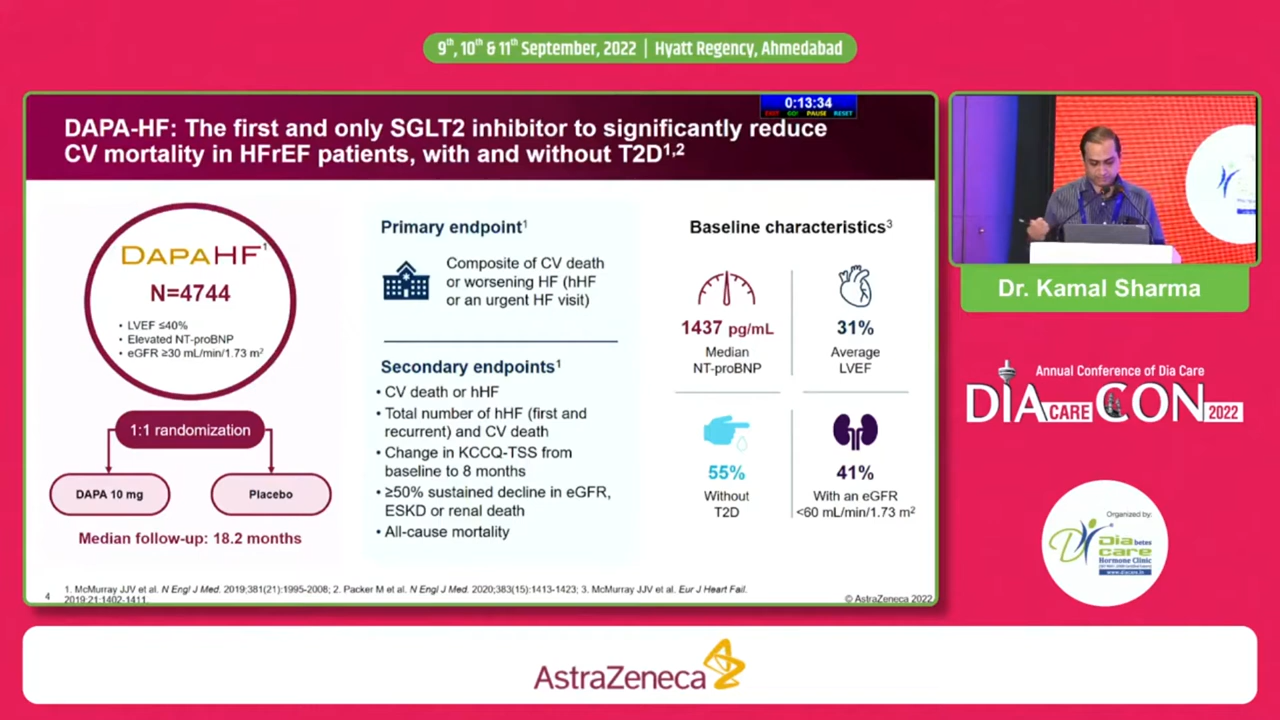 9th, 10th & 11th September, 2022 | Hyatt Regency, Ahmedabad
0:13:34
EXIT GO! PAUSE RESET
DAPA-HF: The first and only SGLT2 inhibitor to significantly reduce
CV mortality in HFrEF patients, with and without T2D1,2
DAPAHF1
N=4744
• LVEF ≤40%
• Elevated NT-proBNP
• eGFR ≥30 mL/min/1.73 m2
1:1 randomization
DAPA 10 mg
Placebo
Median follow-up: 18.2 months
Primary endpoint1
Composite of CV death
or worsening HF (hHF
or an urgent HF visit)
Secondary endpoints1
• CV death or hHF
• Total number of hHF (first and
recurrent) and CV death
• Change in KCCQ-TSS from
baseline to 8 months
• ≥50% sustained decline in eGFR,
ESKD or renal death
• All-cause mortality
Baseline characteristics3
1437 pg/mL
Median
NT-proBNP
31%
Average
LVEF
55%
Without
T2D
41%
With an eGFR
<60 mL/min/1.73 m2
4
1. McMurray JJV et al. N Engl J Med. 2019;381(21):1995-2008; 2. Packer M et al. N Engl J Med. 2020;383(15):1413-1423; 3. McMurray JJV et al. Eur J Heart Fail.
2019;21:1402-1411.
© AstraZeneca 2022
Dr. Kamal Sharma
Annual Conference of Dia Care
DIA CARE CON 2022
Organized by:
Diabetes
care
Hormone Clinic
www.diacare.in
AstraZeneca